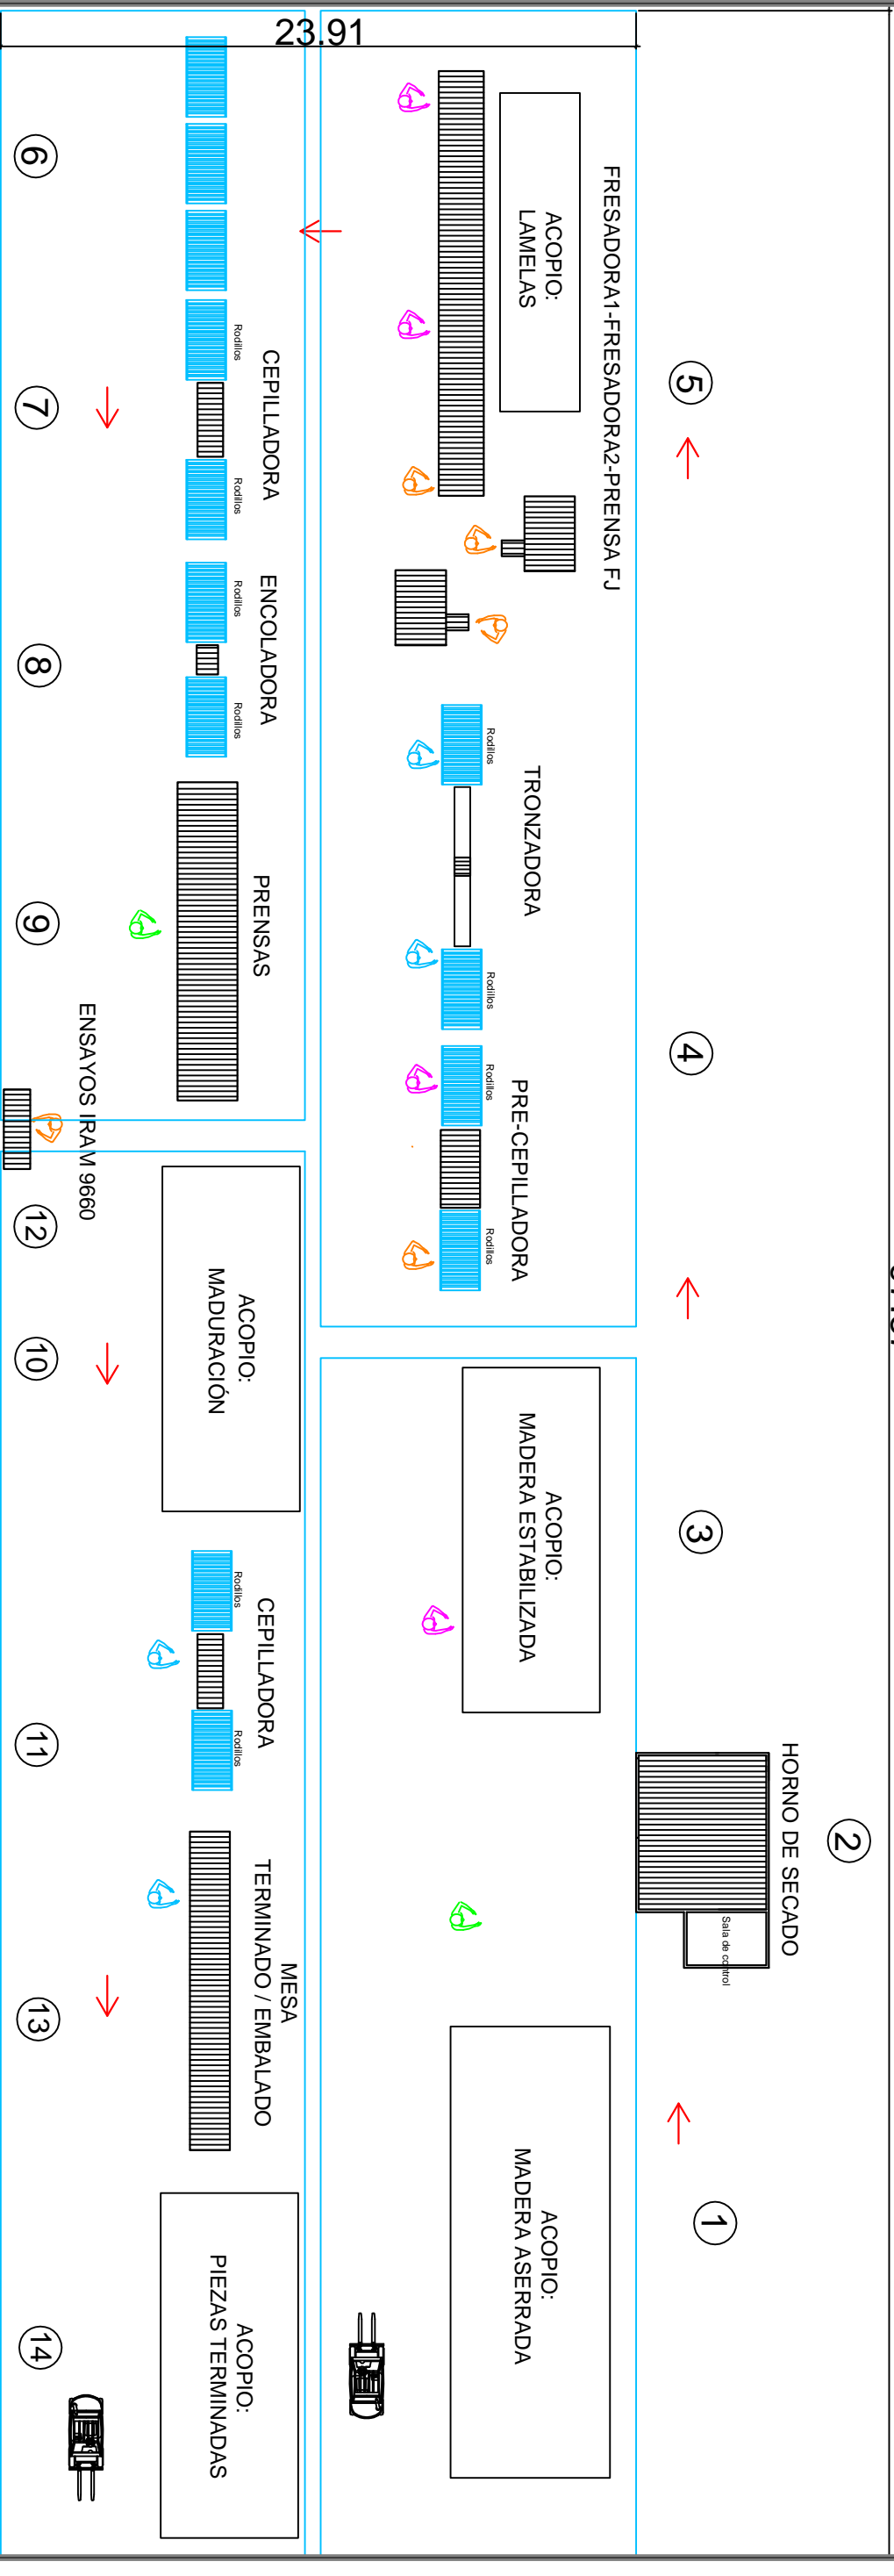 23.91
6
7
8
9
12
10
11
13
14
5
4
3
2
1
FRESADORA1-FRESADORA2-PRENSA FJ
ACOPIO:
LAMELAS
TRONZADORA
Rodillos
Rodillos
PRE-CEPILLADORA
Rodillos
Rodillos
ACOPIO:
MADERA ESTABILIZADA
HORNO DE SECADO
Sala de control
ACOPIO:
MADERA ASERRADA
CEPILLADORA
Rodillos
Rodillos
ENCOLADORA
Rodillos
Rodillos
PRENSAS
ENSAYOS IRAM 9660
ACOPIO:
MADURACIÓN
CEPILLADORA
Rodillos
Rodillos
MESA
TERMINADO / EMBALADO
ACOPIO:
PIEZAS TERMINADAS